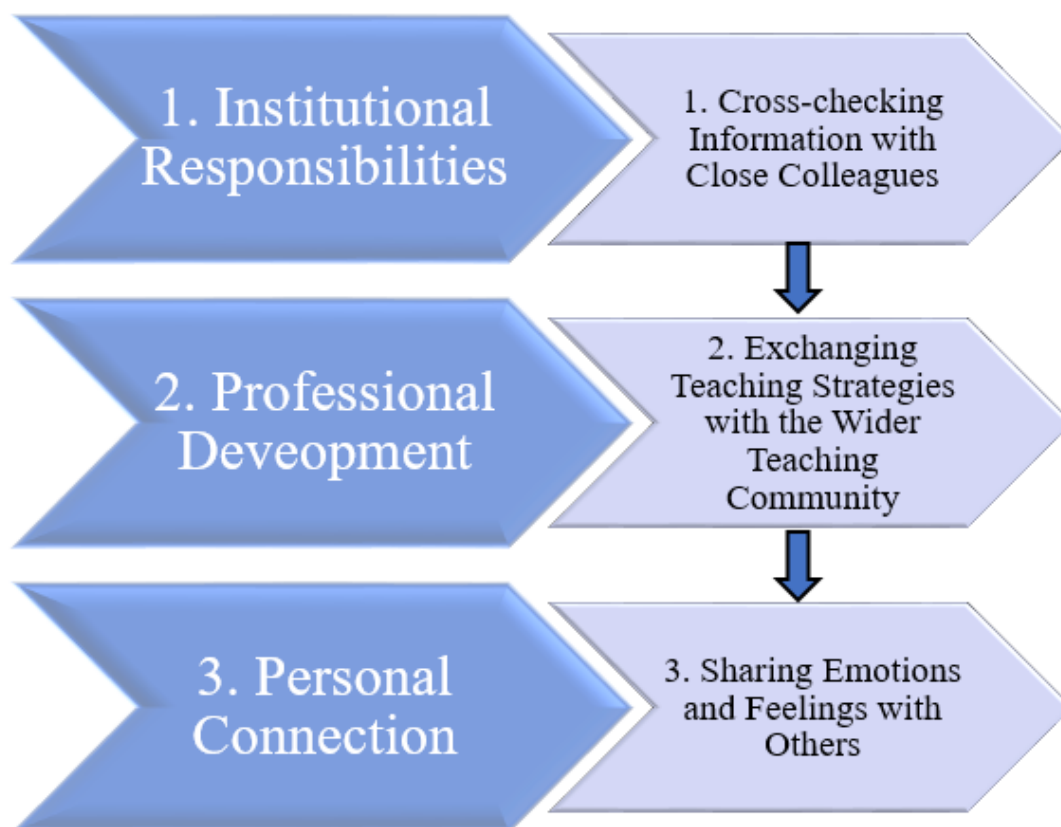 1. Institutional
Responsibilities
1. Cross-checking
Information with
Close Colleagues
2. Professional
Deveopment
2. Exchanging
Teaching Strategies
with the Wider
Teaching
Community
3. Personal
Connection
3. Sharing Emotions
and Feelings with
Others